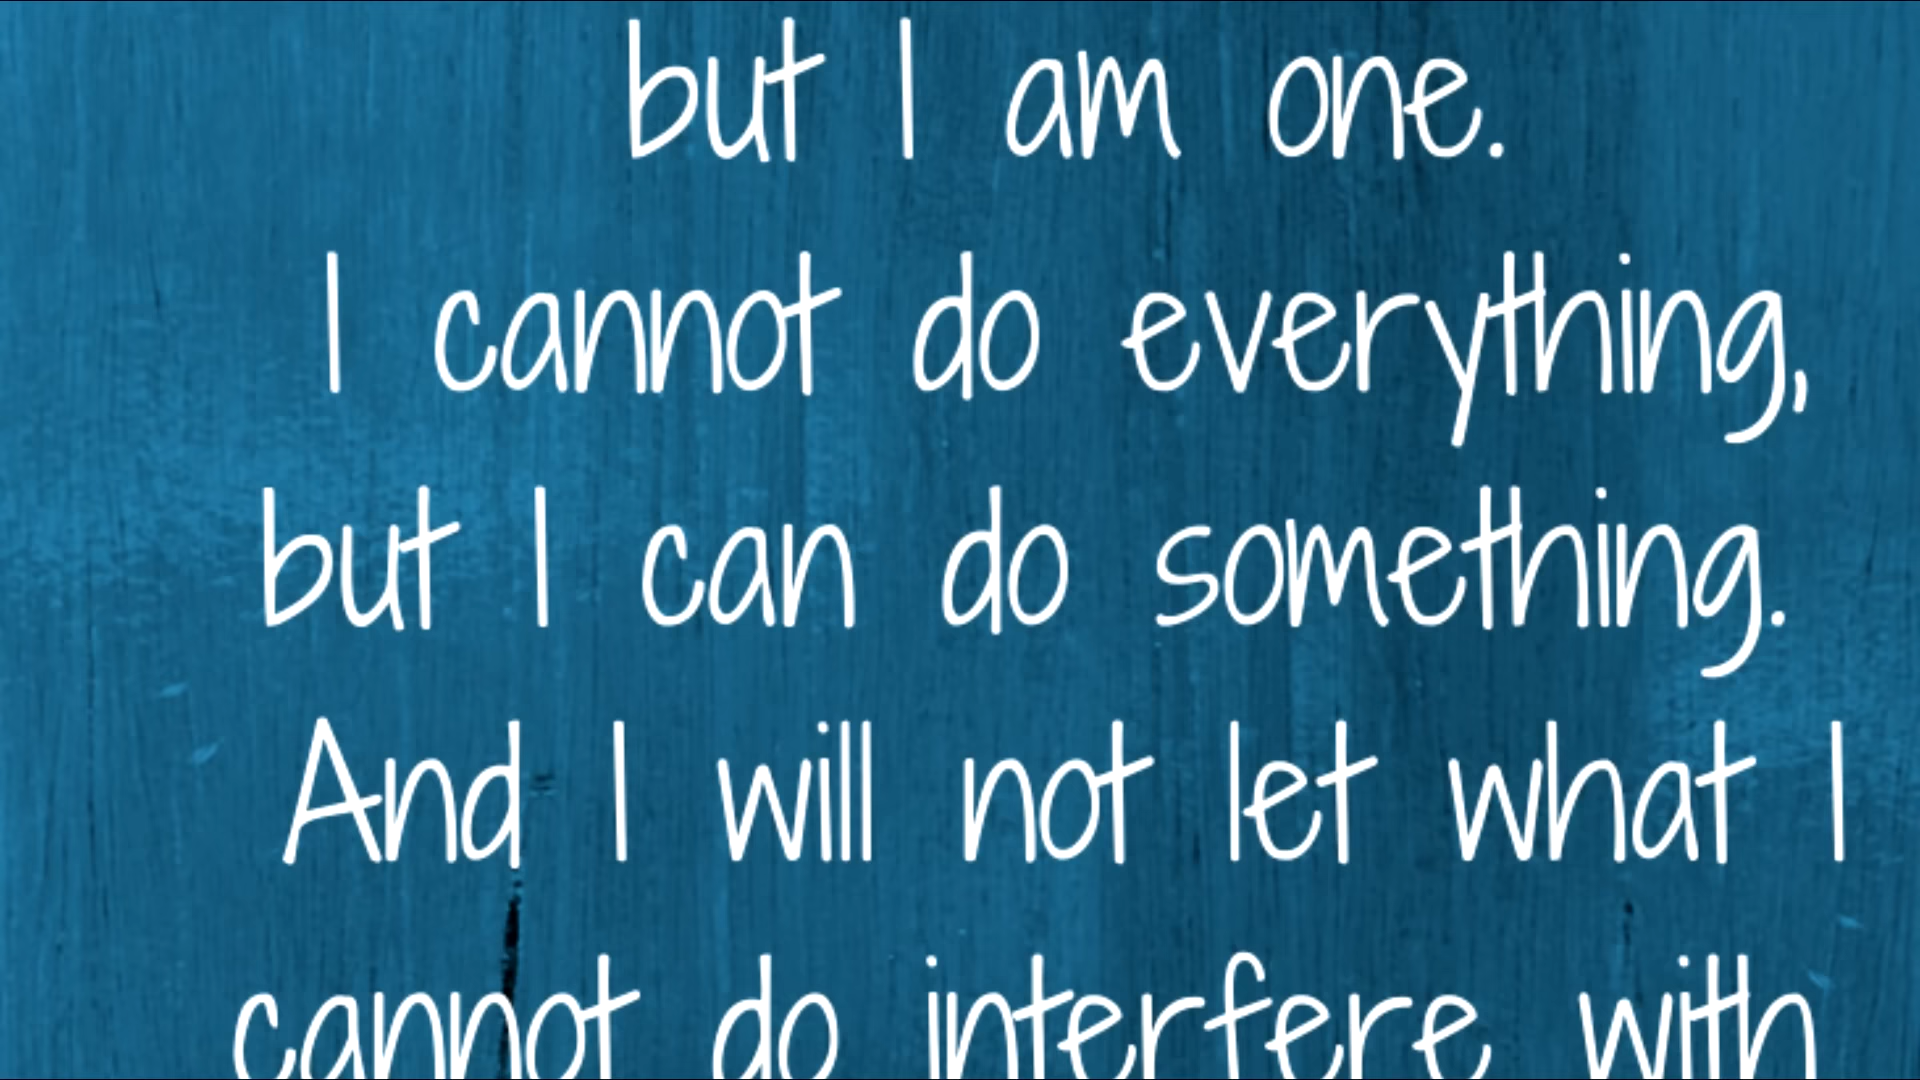 but I am one.
I cannot do everything,
but I can do something.
And I will not let what I
cannot do interfere with